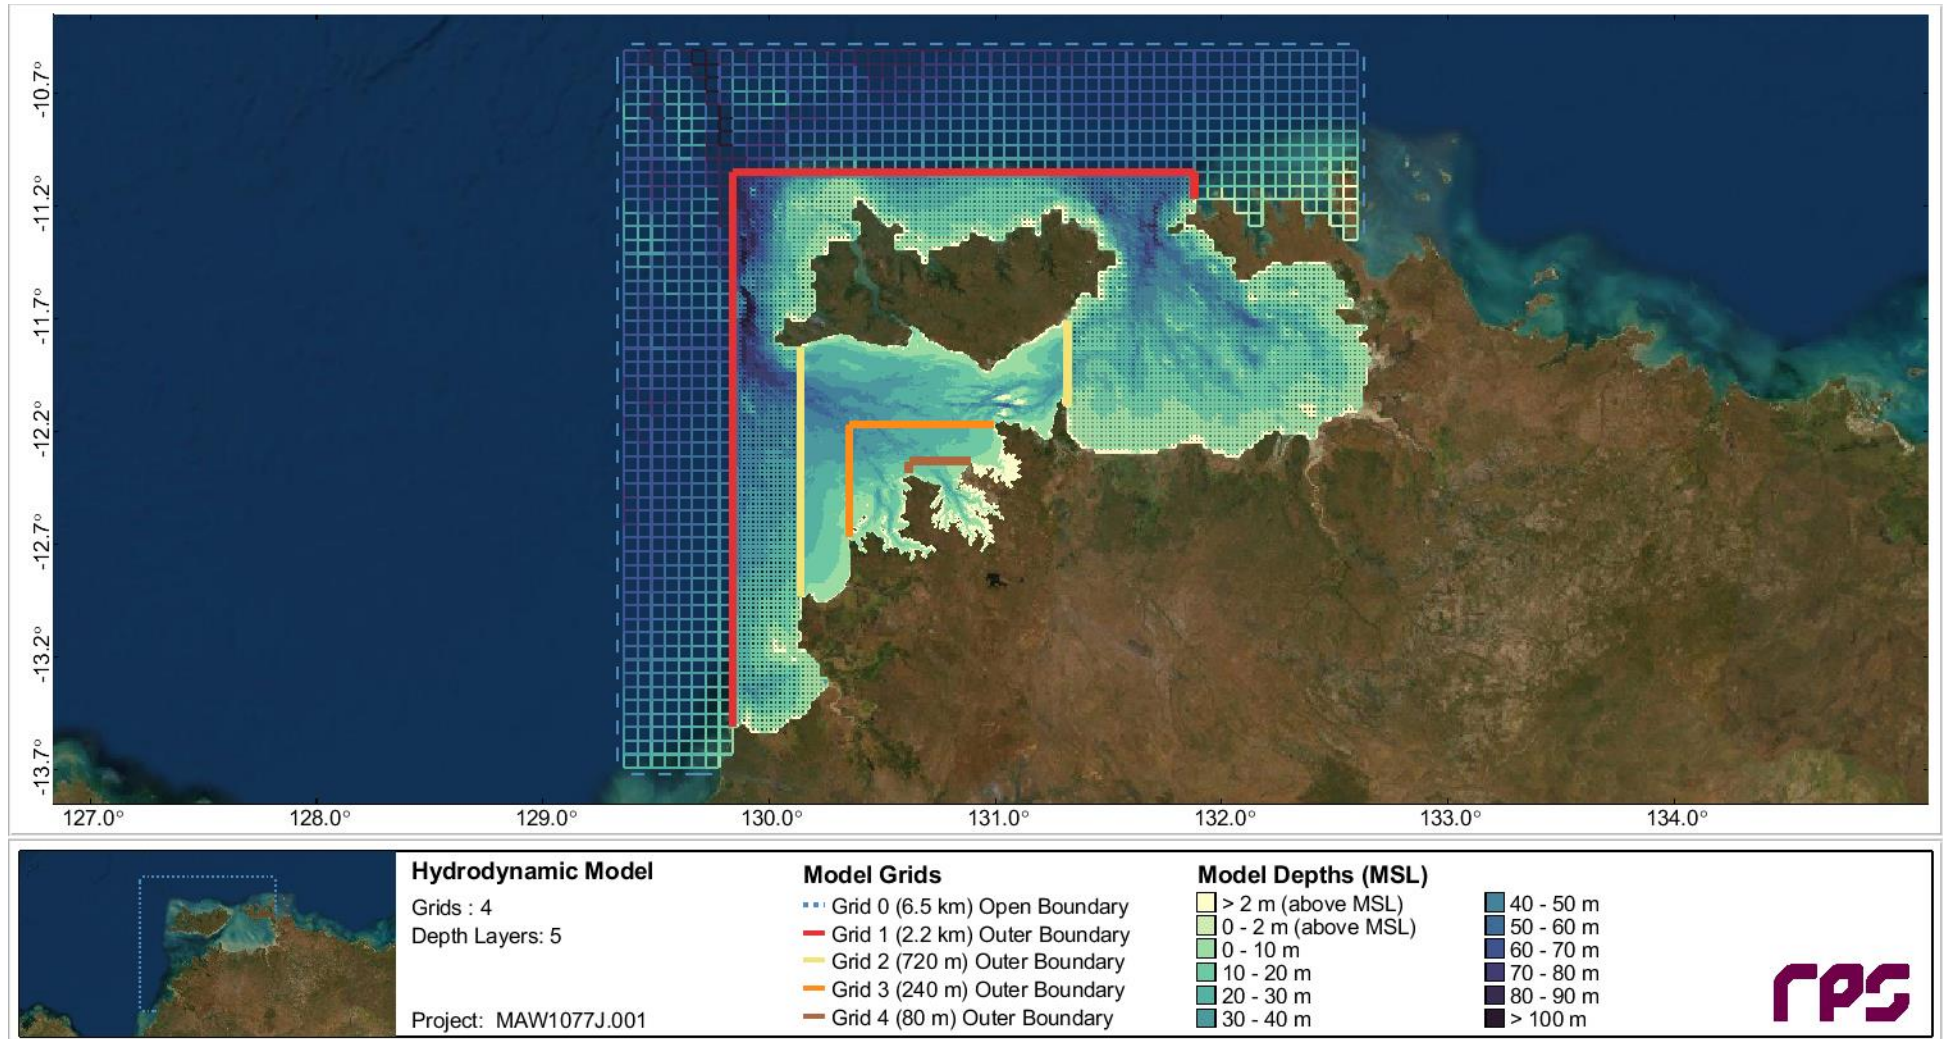 -10.7°
-11.2°
-11.7°
-12.2°
-12.7°
-13.2°
-13.7°
127.0° 128.0° 129.0° 130.0° 131.0° 132.0° 133.0° 134.0°
Hydrodynamic Model
Grids : 4
Depth Layers: 5
Project: MAW1077J.001
Model Grids
Grid 0 (6.5 km) Open Boundary
Grid 1 (2.2 km) Outer Boundary
Grid 2 (720 m) Outer Boundary
Grid 3 (240 m) Outer Boundary
Grid 4 (80 m) Outer Boundary
Model Depths (MSL)
> 2 m (above MSL)
0 - 2 m (above MSL)
0 - 10 m
10 - 20 m
20 - 30 m
30 - 40 m
40 - 50 m
50 - 60 m
60 - 70 m
70 - 80 m
80 - 90 m
> 100 m
rps